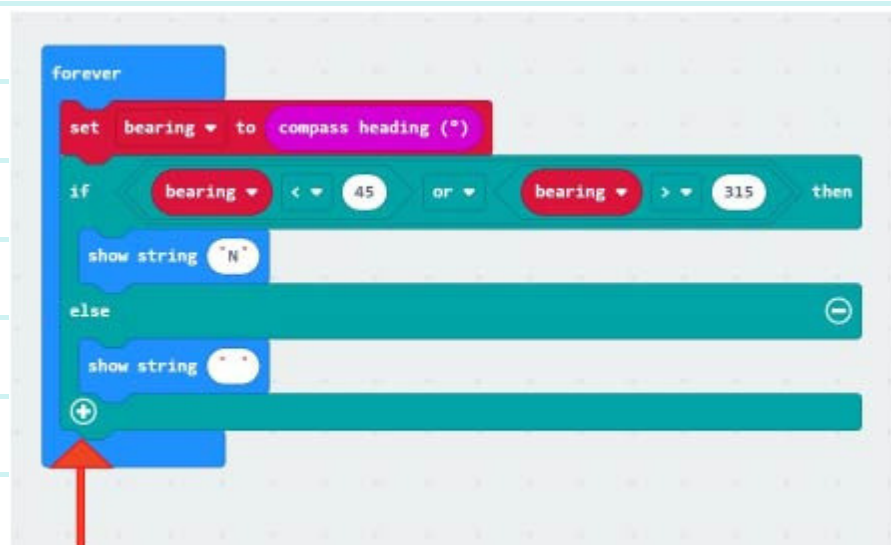 forever
set bearing to compass heading (°)
if bearing < 45 or bearing > 315 then
show string "N"
else
show string " "